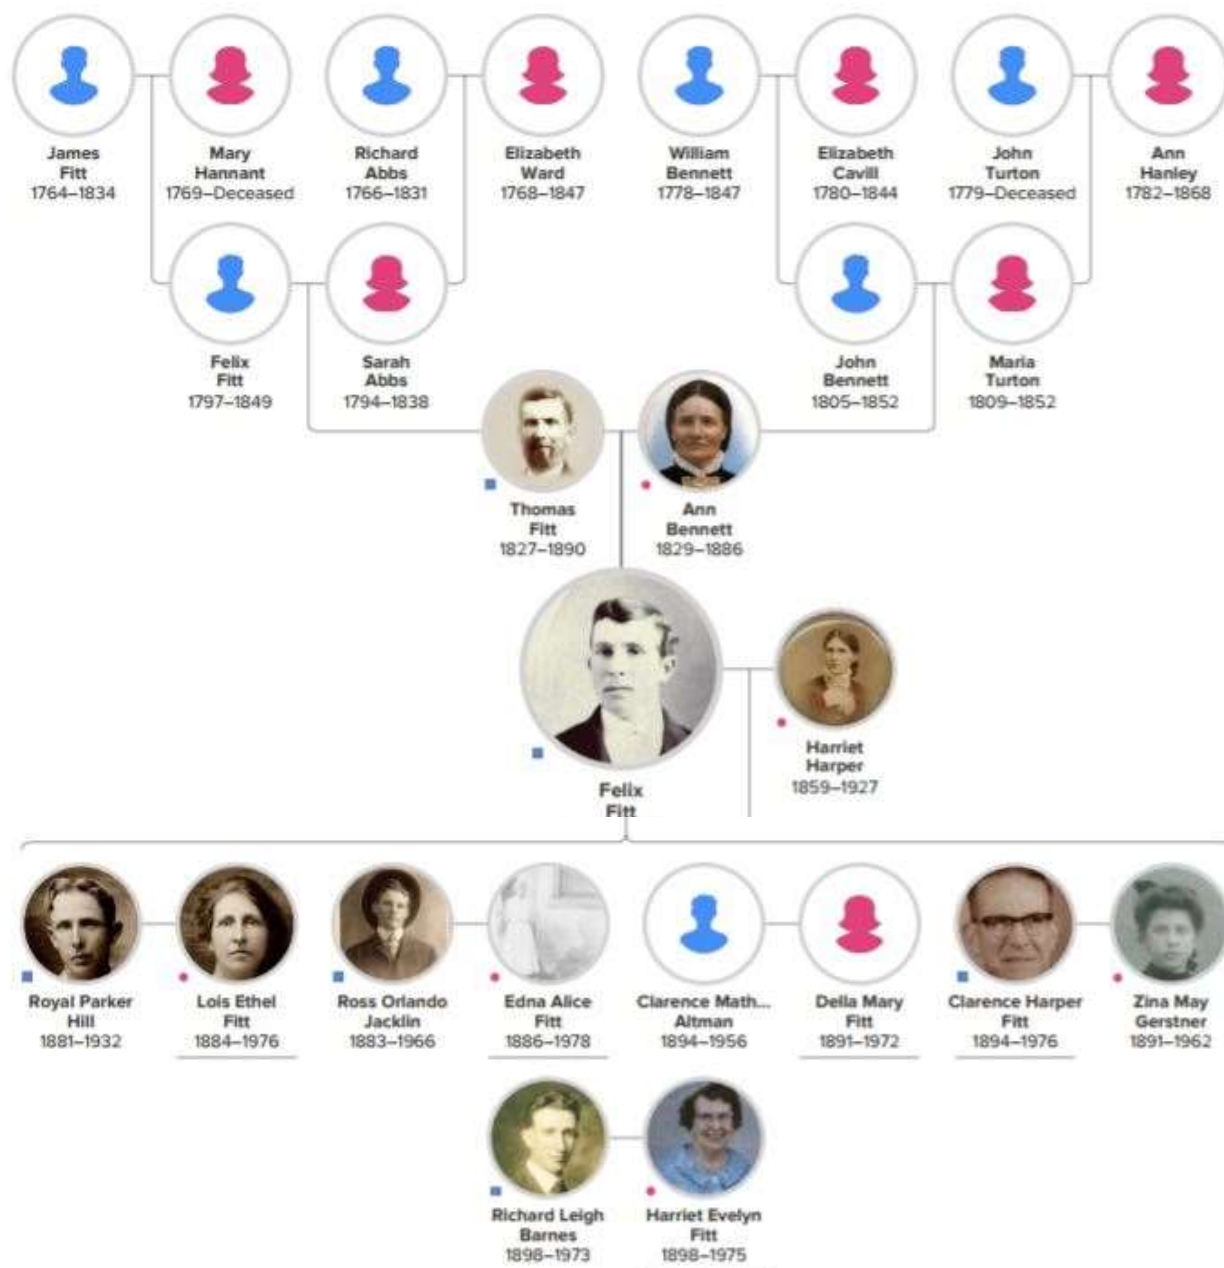 James
Fitt
1764–1834
Mary
Hannant
1769–Deceased
Richard
Abbs
1766–1831
Elizabeth
Ward
1768–1847
William
Bennett
1778–1847
Elizabeth
Cavill
1780–1844
John
Turton
1779–Deceased
Ann
Hanley
1782–1868
Felix
Fitt
1797–1849
Sarah
Abbs
1794–1838
John
Bennett
1805–1852
Maria
Turton
1809–1852
Thomas
Fitt
1827–1890
Ann
Bennett
1829–1886
Felix
Fitt
Harriet
Harper
1859–1927
Royal Parker
Hill
1881–1932
Lois Ethel
Fitt
1884–1976
Ross Orlando
Jacklin
1883–1966
Edna Alice
Fitt
1886–1978
Clarence Math...
Altman
1894–1956
Della Mary
Fitt
1891–1972
Clarence Harper
Fitt
1894–1976
Zina May
Gerstner
1891–1962
Richard Leigh
Barnes
1898–1973
Harriet Evelyn
Fitt
1898–1975